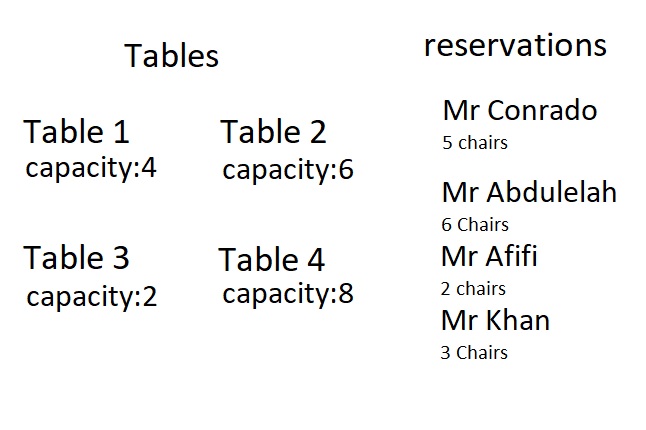 Tables
Table 1
capacity:4
Table 2
capacity:6
Table 3
capacity:2
Table 4
capacity:8
reservations
Mr Conrado
5 chairs
Mr Abdulelah
6 Chairs
Mr Afifi
2 chairs
Mr Khan
3 Chairs